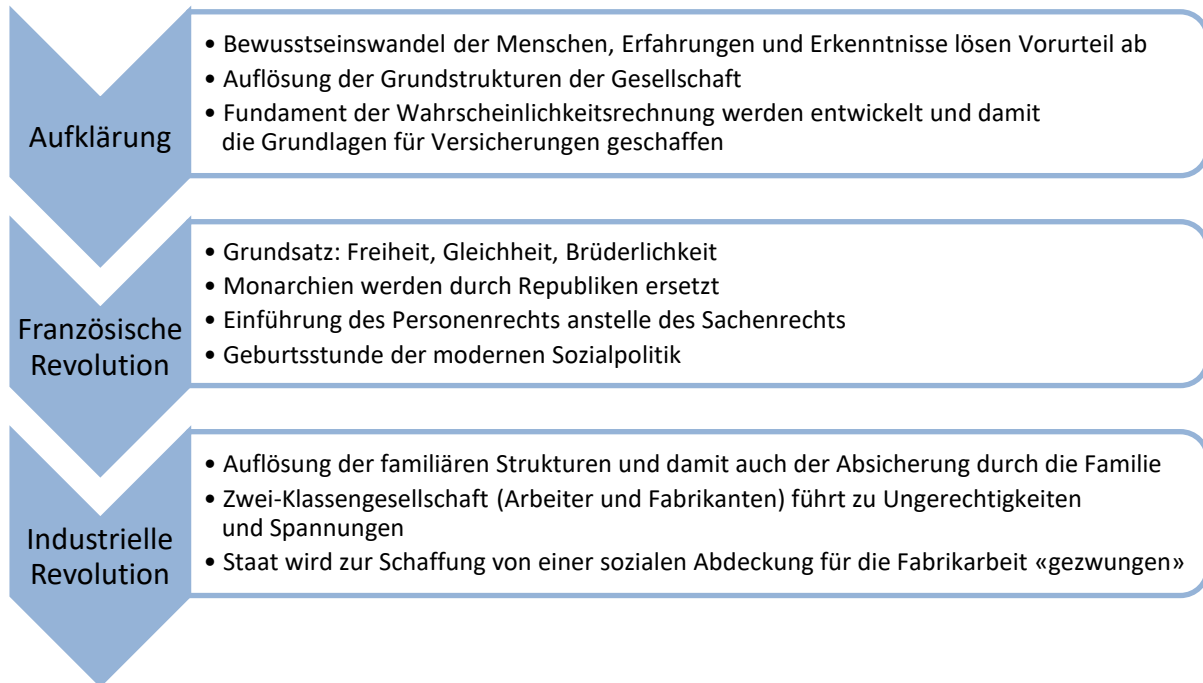 Aufklärung
• Bewusstseinswandel der Menschen, Erfahrungen und Erkenntnisse lösen Vorurteil ab
• Auflösung der Grundstrukturen der Gesellschaft
• Fundament der Wahrscheinlichkeitsrechnung werden entwickelt und damit
die Grundlagen für Versicherungen geschaffen
Französische
Revolution
• Grundsatz: Freiheit, Gleichheit, Brüderlichkeit
• Monarchien werden durch Republiken ersetzt
• Einführung des Personenrechts anstelle des Sachenrechts
• Geburtsstunde der modernen Sozialpolitik
Industrielle
Revolution
• Auflösung der familiären Strukturen und damit auch der Absicherung durch die Familie
• Zwei-Klassengesellschaft (Arbeiter und Fabrikanten) führt zu Ungerechtigkeiten
und Spannungen
• Staat wird zur Schaffung von einer sozialen Abdeckung für die Fabrikarbeit «gezwungen»